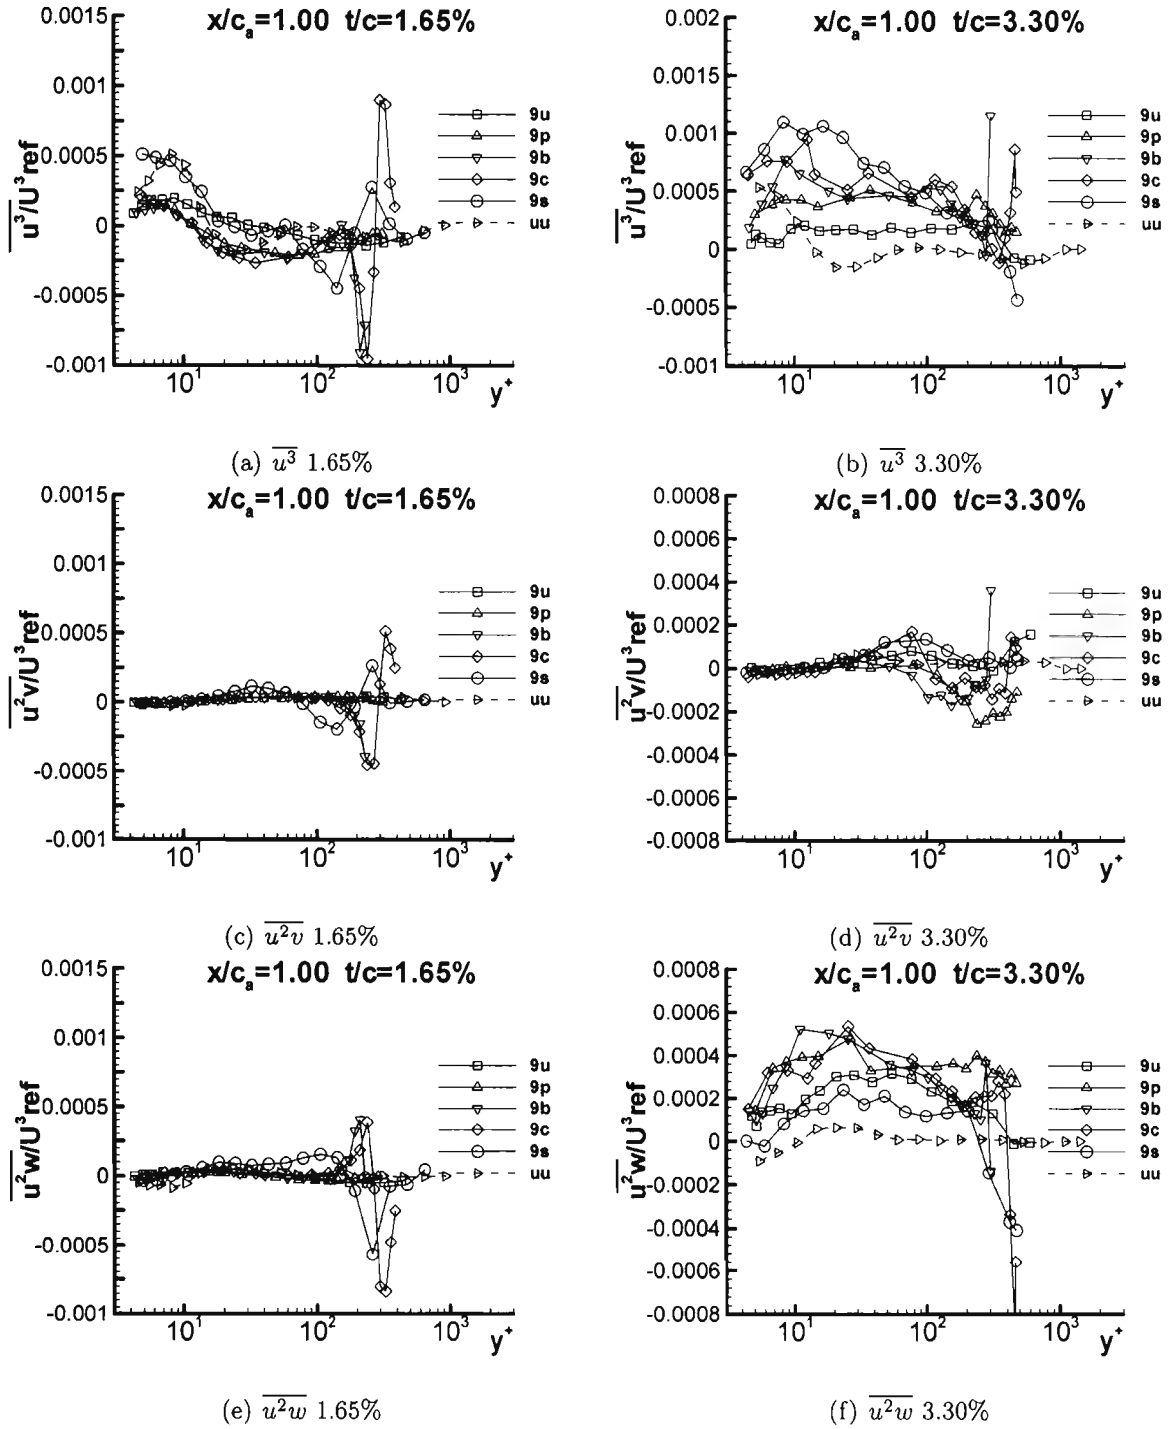 x/cₐ=1.00 t/c=1.65%
0.0015
0.001
0.0005
0
-0.0005
-0.001
u³/U³ref
9u
9p
9b
9c
9s
uu
10¹
10²
10³
y⁺
(a) u³ 1.65%
x/cₐ=1.00 t/c=3.30%
0.002
0.0015
0.001
0.0005
0
-0.0005
-0.001
u³/U³ref
9u
9p
9b
9c
9s
uu
10¹
10²
10³
y⁺
(b) u³ 3.30%
x/cₐ=1.00 t/c=1.65%
0.0015
0.001
0.0005
0
-0.0005
-0.001
u²v/U³ref
9u
9p
9b
9c
9s
uu
10¹
10²
10³
y⁺
(c) u²v 1.65%
x/cₐ=1.00 t/c=3.30%
0.0008
0.0006
0.0004
0.0002
0
-0.0002
-0.0004
-0.0006
-0.0008
u²v/U³ref
9u
9p
9b
9c
9s
uu
10¹
10²
10³
y⁺
(d) u²v 3.30%
x/cₐ=1.00 t/c=1.65%
0.0015
0.001
0.0005
0
-0.0005
-0.001
u²w/U³ref
9u
9p
9b
9c
9s
uu
10¹
10²
10³
y⁺
(e) u²w 1.65%
x/cₐ=1.00 t/c=3.30%
0.0008
0.0006
0.0004
0.0002
0
-0.0002
-0.0004
-0.0006
-0.0008
u²w/U³ref
9u
9p
9b
9c
9s
uu
10¹
10²
10³
y⁺
(f) u²w 3.30%